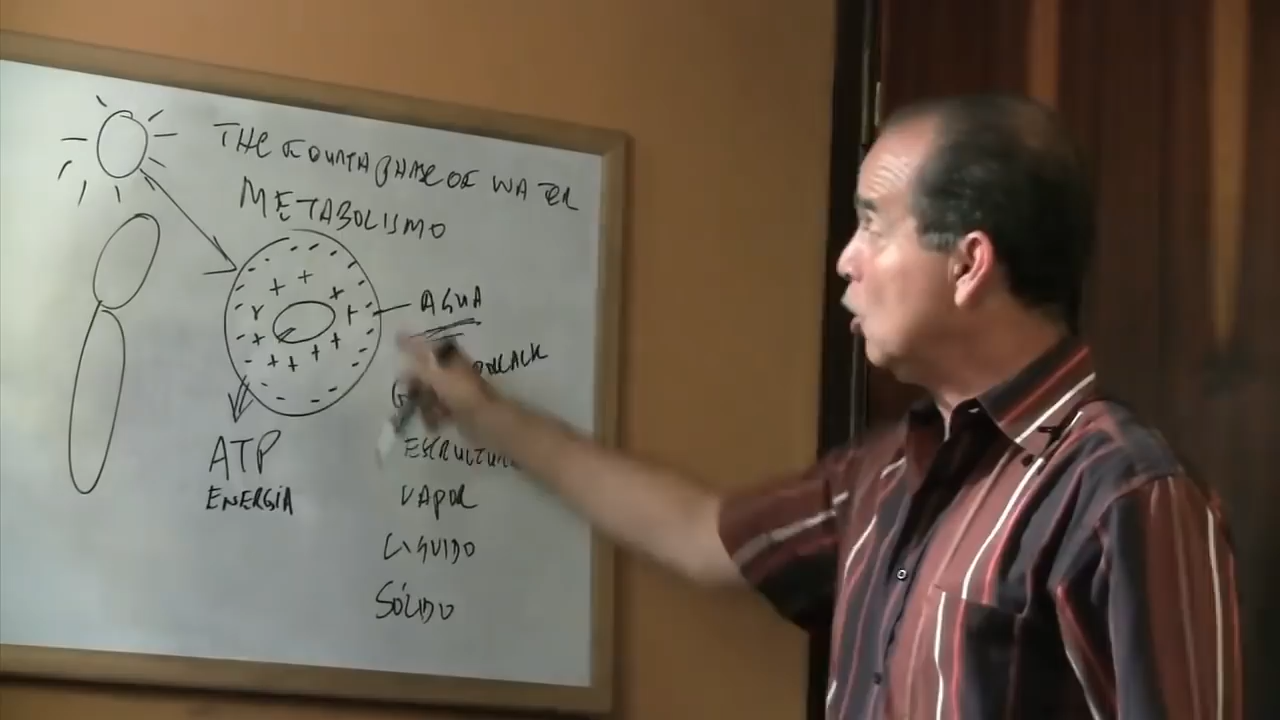 THE FOURTH PHASE OF WATER
METABOLISMO
AGUA
ATP
ENERGIA
VAPOR
LIQUIDO
SÓLIDO